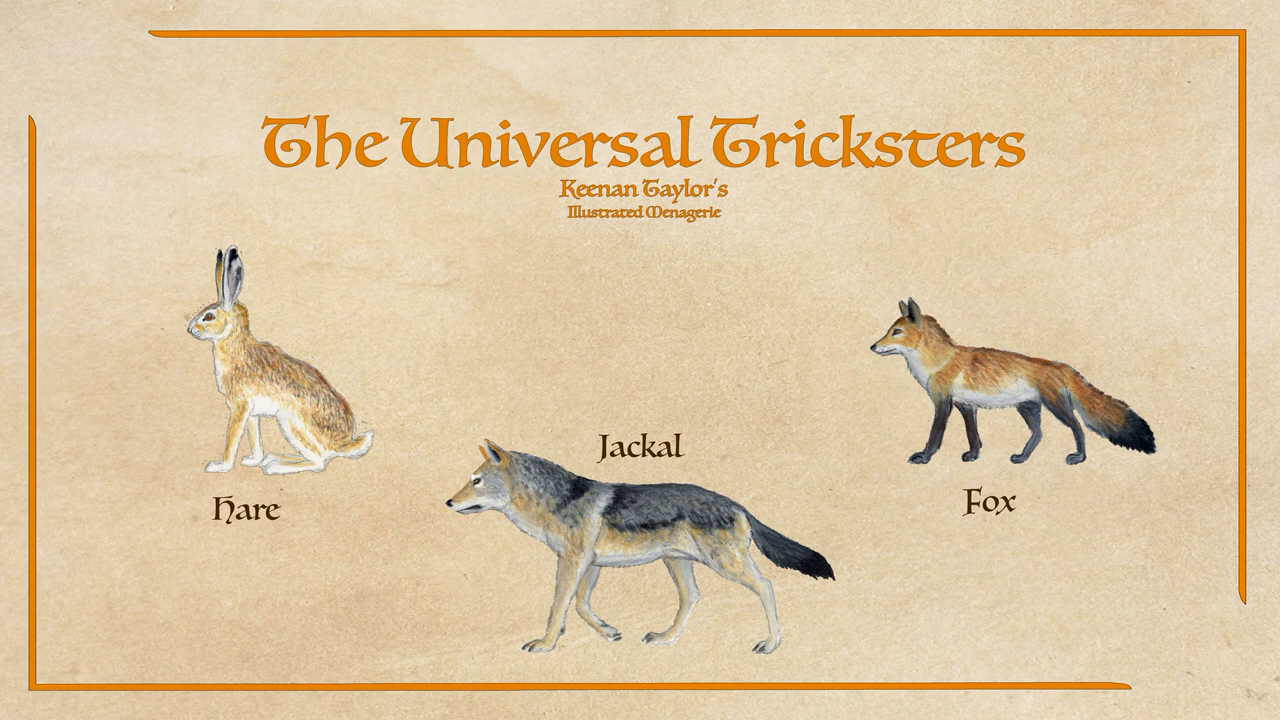 The Universal Tricksters
Keenan Taylor's
Illustrated Menagerie
Hare
Jackal
Fox